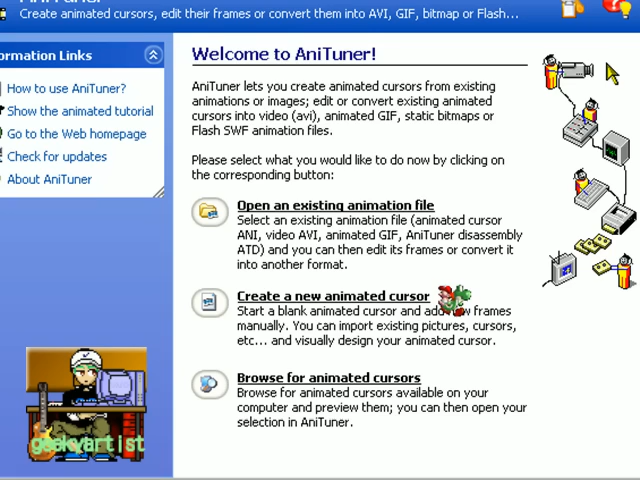 Create animated cursors, edit their frames or convert them into AVI, GIF, bitmap or Flash...
ormation Links
How to use AniTuner?
Show the animated tutorial
Go to the Web homepage
Check for updates
About AniTuner
Welcome to AniTuner!
AniTuner lets you create animated cursors from existing
animations or images; edit or convert existing animated
cursors into video (avi), animated GIF, static bitmaps or
Flash SWF animation files.
Please select what you would like to do now by clicking on
the corresponding button:
Open an existing animation file
Select an existing animation file (animated cursor
ANI, video AVI, animated GIF, AniTuner disassembly
ATD) and you can then edit its frames or convert it
into another format.
Create a new animated cursor
Start a blank animated cursor and add new frames
manually. You can import existing pictures, cursors,
etc... and visually design your animated cursor.
Browse for animated cursors
Browse for animated cursors available on your
computer and preview them; you can then open your
selection in AniTuner.
geekyartist